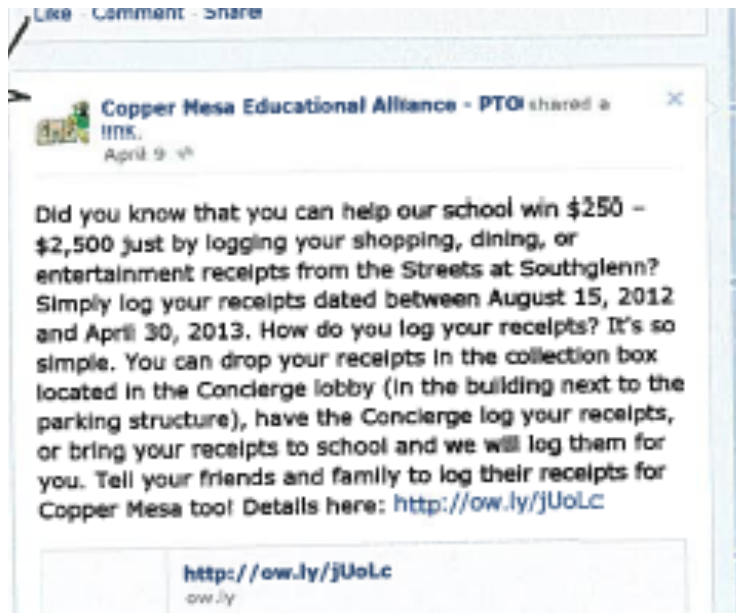 Like · Comment · Share
Copper Mesa Educational Alliance - PTO shared a
link.
April 9
Did you know that you can help our school win $250 –
$2,500 just by logging your shopping, dining, or
entertainment receipts from the Streets at Southglenn?
Simply log your receipts dated between August 15, 2012
and April 30, 2013. How do you log your receipts? It's so
simple. You can drop your receipts in the collection box
located in the Concierge lobby (in the building next to the
parking structure), have the Concierge log your receipts,
or bring your receipts to school and we will log them for
you. Tell your friends and family to log their receipts for
Copper Mesa too! Details here: http://ow.ly/jUoLc
http://ow.ly/jUoLc
ow.ly